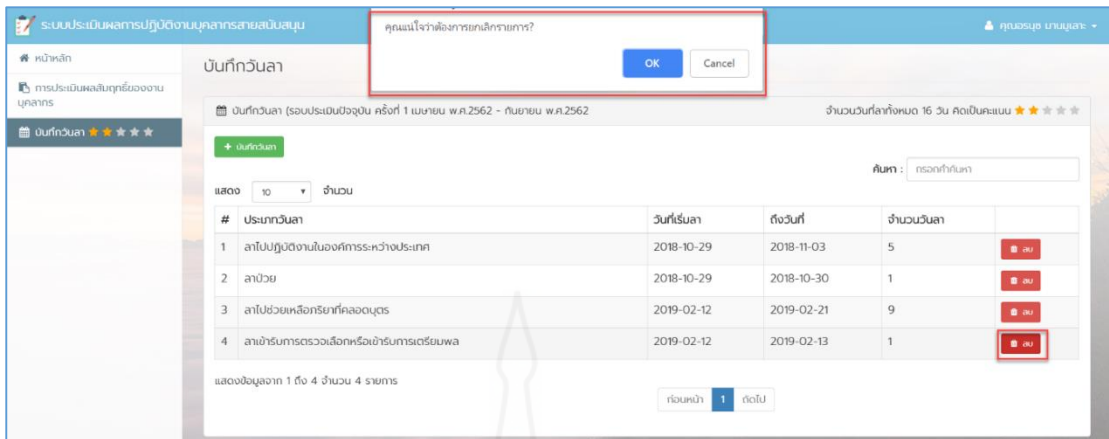 ระบบประเมินผลการปฏิบัติงานบุคลากรสายสนับสนุน
คุณแน่ใจว่าต้องการยกเลิกรายการ?
OK Cancel
คุณอรนุช
หน้าหลัก
การประเมินผลสัมฤทธิ์ของงาน
บุคลากร
บันทึกวันลา
บันทึกวันลา
บันทึกวันลา (รอบประเมินปัจจุบัน ครั้งที่ 1 เมษายน พ.ศ.2562 - กันยายน พ.ศ.2562 จำนวนวันที่ลาทั้งหมด 16 วัน คิดเป็นคะแนน
+ บันทึกวันลา
ค้นหา : กรอกคำค้นหา
แสดง 10 จำนวน
# ประเภทวันลา วันที่เริ่มลา ถึงวันที่ จำนวนวันลา
1 ลาไปปฏิบัติงานในองค์การระหว่างประเทศ 2018-10-29 2018-11-03 5 ลบ
2 ลาป่วย 2018-10-29 2018-10-30 1 ลบ
3 ลาไปช่วยเหลือภริยาที่คลอดบุตร 2019-02-12 2019-02-21 9 ลบ
4 ลาเข้ารับการตรวจเลือกหรือเข้ารับการเตรียมพล 2019-02-12 2019-02-13 1 ลบ
แสดงข้อมูลจาก 1 ถึง 4 จำนวน 4 รายการ
ก่อนหน้า 1 ถัดไป